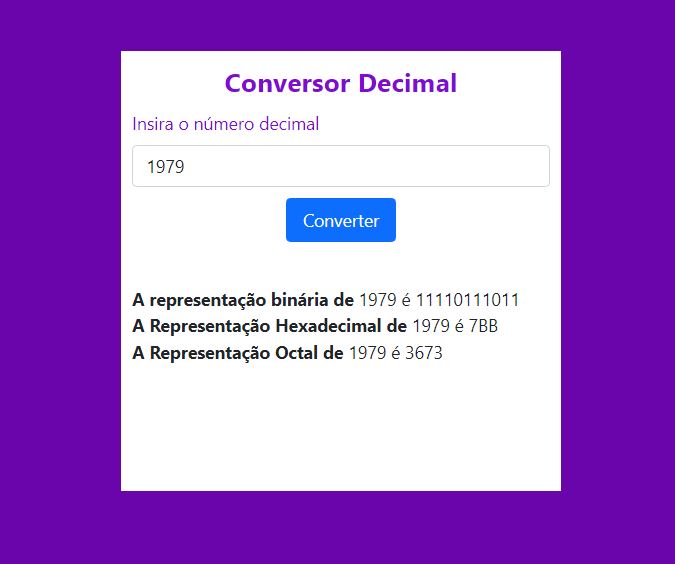 Conversor Decimal
Insira o número decimal
1979
Converter
A representação binária de 1979 é 11110111011
A Representação Hexadecimal de 1979 é 7BB
A Representação Octal de 1979 é 3673